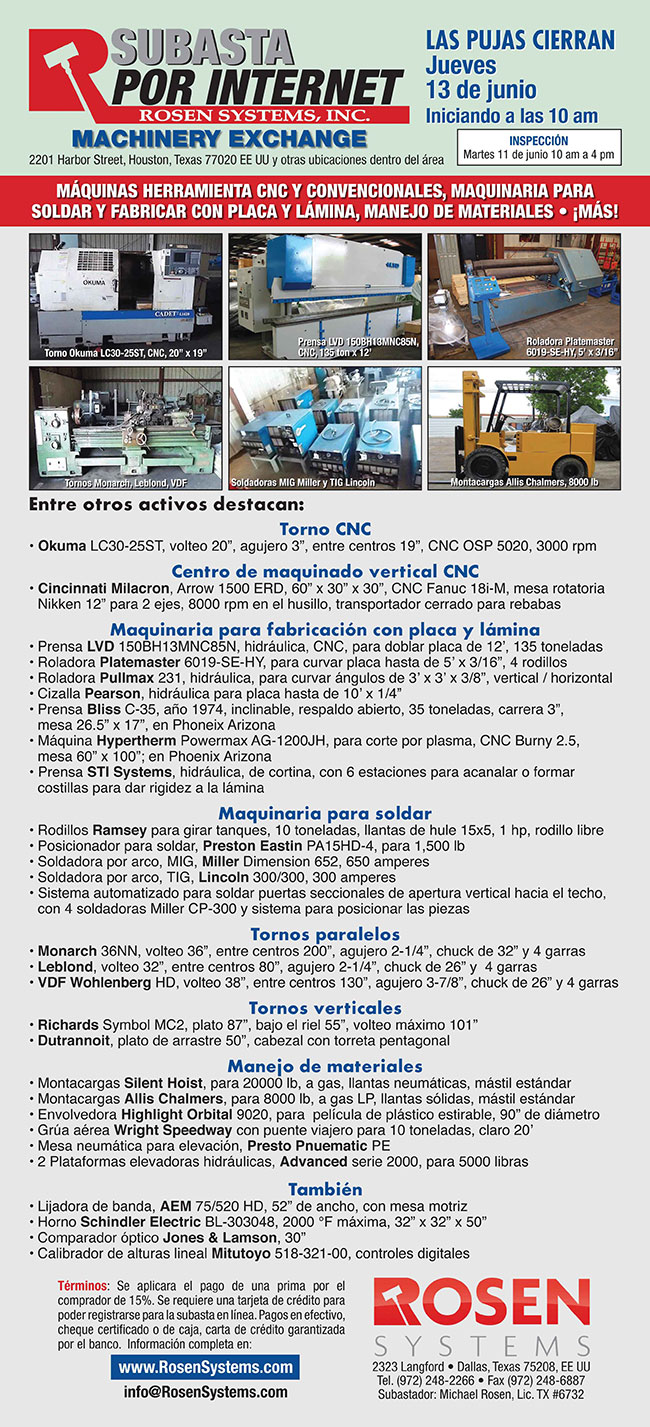 SUBASTA
POR INTERNET
ROSEN SYSTEMS, INC.
MACHINERY EXCHANGE
2201 Harbor Street, Houston, Texas 77020 EE UU y otras ubicaciones dentro del área
LAS PUJAS CIERRAN
Jueves
13 de junio
Iniciando a las 10 am
INSPECCIÓN
Martes 11 de junio 10 am a 4 pm
MÁQUINAS HERRAMIENTA CNC Y CONVENCIONALES, MAQUINARIA PARA
SOLDAR Y FABRICAR CON PLACA Y LÁMINA, MANEJO DE MATERIALES • ¡MÁS!
OKUMA
CADET
Torno Okuma LC30-25ST, CNC, 20” x 19”
Prensa LVD 150BH13MNC85N,
CNC, 135 ton x 12’
Roladora Platemaster
6019-SE-HY, 5’ x 3/16”
Tornos Monarch, Leblond, VDF
Soldadoras MIG Miller y TIG Lincoln
Montacargas Allis Chalmers, 8000 lb
Entre otros activos destacan:
Torno CNC
• Okuma LC30-25ST, volteo 20”, agujero 3”, entre centros 19”, CNC OSP 5020, 3000 rpm
Centro de maquinado vertical CNC
• Cincinnati Milacron, Arrow 1500 ERD, 60” x 30” x 30”, CNC Fanuc 18i-M, mesa rotatoria
Nikken 12” para 2 ejes, 8000 rpm en el husillo, transportador cerrado para rebabas
Maquinaria para fabricación con placa y lámina
• Prensa LVD 150BH13MNC85N, hidráulica, CNC, para doblar placa de 12’, 135 toneladas
• Roladora Platemaster 6019-SE-HY, para curvar placa hasta de 5’ x 3/16”, 4 rodillos
• Roladora Pullmax 231, hidráulica, para curvar ángulos de 3’ x 3’ x 3/8”, vertical / horizontal
• Cizalla Pearson, hidráulica para placa hasta de 10’ x 1/4”
• Prensa Bliss C-35, año 1974, inclinable, respaldo abierto, 35 toneladas, carrera 3”,
mesa 26.5” x 17”, en Phoneix Arizona
• Máquina Hypertherm Powermax AG-1200JH, para corte por plasma, CNC Burny 2.5,
mesa 60” x 100”; en Phoenix Arizona
• Prensa STI Systems, hidráulica, de cortina, con 6 estaciones para acanalar o formar
costillas para dar rigidez a la lámina
Maquinaria para soldar
• Rodillos Ramsey para girar tanques, 10 toneladas, llantas de hule 15x5, 1 hp, rodillo libre
• Posicionador para soldar, Preston Eastin PA15HD-4, para 1,500 lb
• Soldadora por arco, MIG, Miller Dimension 652, 650 amperes
• Soldadora por arco, TIG, Lincoln 300/300, 300 amperes
• Sistema automatizado para soldar puertas seccionales de apertura vertical hacia el techo,
con 4 soldadoras Miller CP-300 y sistema para posicionar las piezas
Tornos paralelos
• Monarch 36NN, volteo 36”, entre centros 200”, agujero 2-1/4”, chuck de 32” y 4 garras
• Leblond, volteo 32”, entre centros 80”, agujero 2-1/4”, chuck de 26” y 4 garras
• VDF Wohlenberg HD, volteo 38”, entre centros 130”, agujero 3-7/8”, chuck de 26” y 4 garras
Tornos verticales
• Richards Symbol MC2, plato 87”, bajo el riel 55”, volteo máximo 101”
• Dutrannoit, plato de arrastre 50”, cabezal con torreta pentagonal
Manejo de materiales
• Montacargas Silent Hoist, para 20000 lb, a gas, llantas neumáticas, mástil estándar
• Montacargas Allis Chalmers, para 8000 lb, a gas LP, llantas sólidas, mástil estándar
• Envolvedora Highlight Orbital 9020, para película de plástico estirable, 90” de diámetro
• Grúa aérea Wright Speedway con puente viajero para 10 toneladas, claro 20’
• Mesa neumática para elevación, Presto Pnuematic PE
• 2 Plataformas elevadoras hidráulicas, Advanced serie 2000, para 5000 libras
También
• Lijadora de banda, AEM 75/520 HD, 52” de ancho, con mesa motriz
• Horno Schindler Electric BL-303048, 2000 °F máxima, 32” x 32” x 50”
• Comparador óptico Jones & Lamson, 30”
• Calibrador de alturas lineal Mitutoyo 518-321-00, controles digitales
Términos: Se aplicara el pago de una prima por el
comprador de 15%. Se requiere una tarjeta de crédito para
poder registrarse para la subasta en línea. Pagos en efectivo,
cheque certificado o de caja, carta de crédito garantizada
por el banco. Información completa en:
www.RosenSystems.com
info@RosenSystems.com
ROSEN
SYSTEMS
2323 Langford • Dallas, Texas 75208, EE UU
Tel. (972) 248-2266 • Fax (972) 248-6887
Subastador: Michael Rosen, Lic. TX #6732